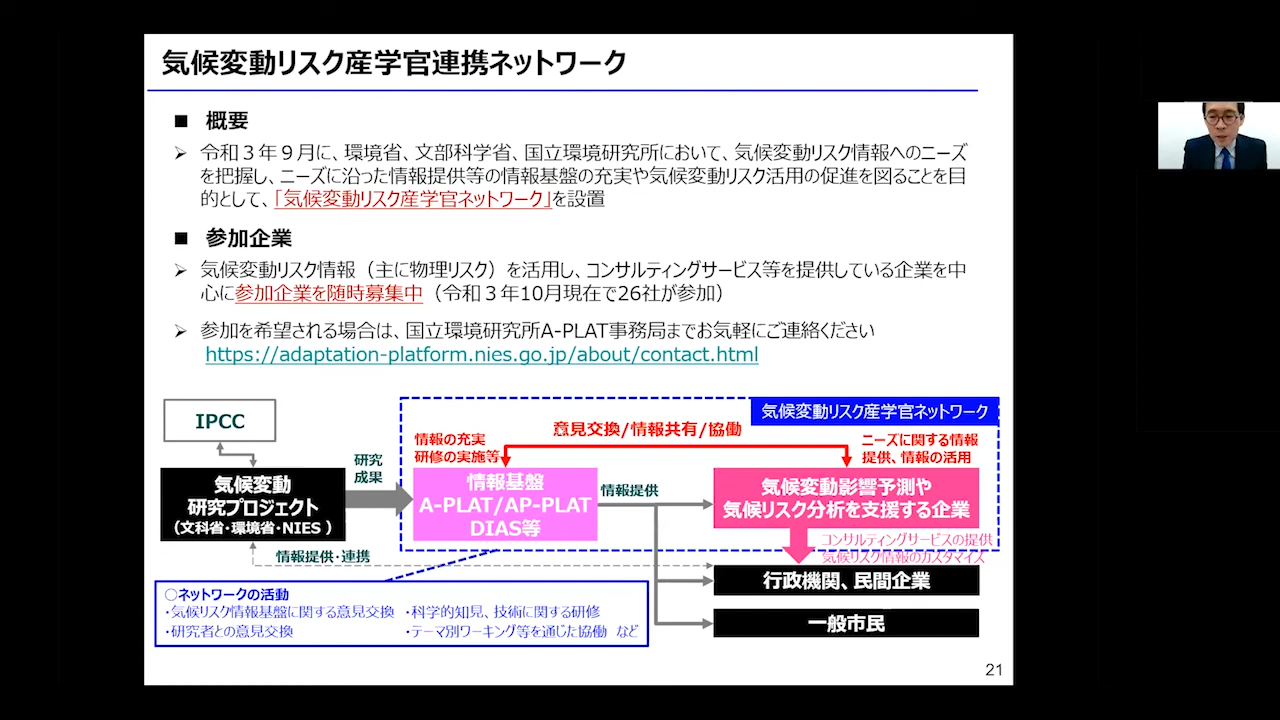 気候変動リスク産学官連携ネットワーク
■ 概要
➢ 令和３年９月に、環境省、文部科学省、国立環境研究所において、気候変動リスク情報へのニーズ
を把握し、ニーズに沿った情報提供等の情報基盤の充実や気候変動リスク活用の促進を図ることを目
的として、「気候変動リスク産学官ネットワーク」を設置
■ 参加企業
➢ 気候変動リスク情報（主に物理リスク）を活用し、コンサルティングサービス等を提供している企業を中
心に参加企業を随時募集中（令和３年10月現在で26社が参加）
➢ 参加を希望される場合は、国立環境研究所A-PLAT事務局までお気軽にご連絡ください
https://adaptation-platform.nies.go.jp/about/contact.html
IPCC
気候変動
研究プロジェクト
（文科省・環境省・NIES ）
研究
成果
気候変動リスク産学官ネットワーク
意見交換/情報共有/協働
情報の充実
研修の実施等
ニーズに関する情報
提供、情報の活用
情報基盤
A-PLAT/AP-PLAT
DIAS等
情報提供
気候変動影響予測や
気候リスク分析を支援する企業
コンサルティングサービスの提供
気候リスク情報のカスタマイズ
情報提供・連携
行政機関、民間企業
一般市民
○ネットワークの活動
・気候リスク情報基盤に関する意見交換 ・科学的知見、技術に関する研修
・研究者との意見交換 ・テーマ別ワーキング等を通じた協働 など
21